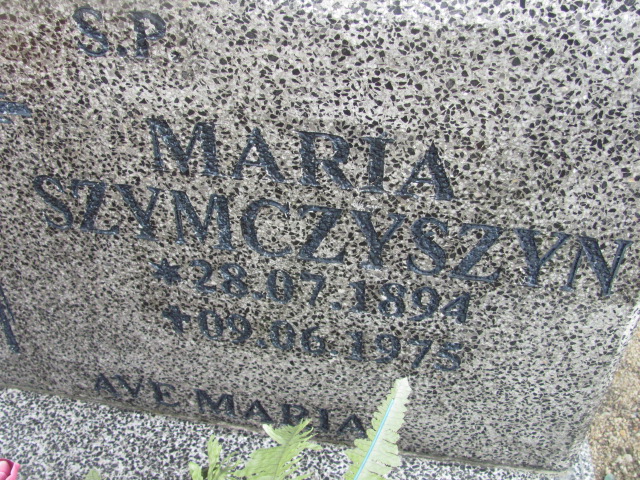 S.P.
MARIA
SZYMCZYSZYN
*28.07.1894
+09.06.1975
AVE MARIA